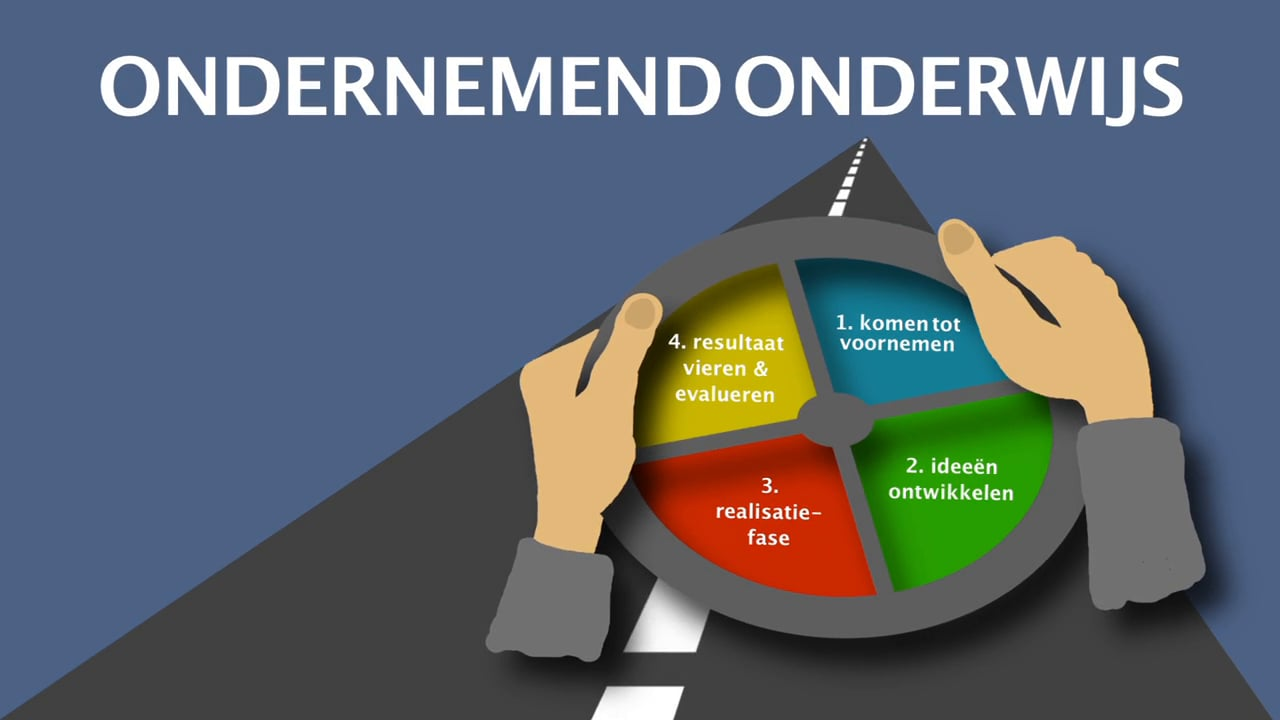 ONDERNEMEND ONDERWIJS
1. komen tot
voornemen
2. ideeën
ontwikkelen
3.
realisatie-
fase
4. resultaat
vieren &
evalueren